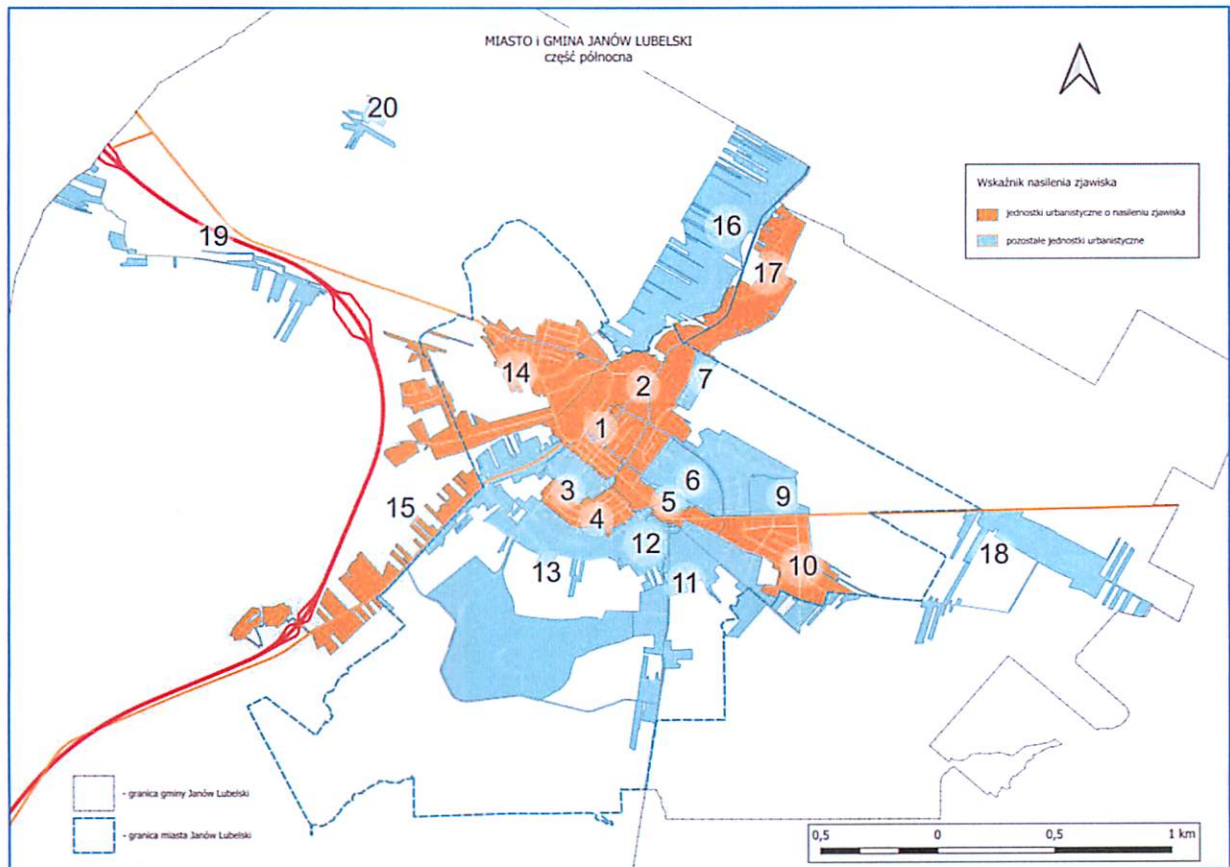 MIASTO i GMINA JANÓW LUBELSKI
część północna
20
Wskaźnik nasilenia zjawiska
jednostki urbanistyczne o nasileniu zjawiska
pozostałe jednostki urbanistyczne
16
19
17
14
2
7
1
3
6
9
4
5
15
12
18
13
11
10
- granica gminy Janów Lubelski
- granica miasta Janów Lubelski
0,5 0 0,5 1 km